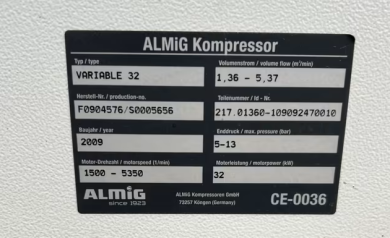 ALMiG Kompressor
Typ / type
VARIABLE 32
Volumenstrom / volume flow (m³/min)
1,36 - 5,37
Herstell-Nr. / production-no.
F0904576/S0005656
Teilenummer / Id - Nr.
217.01360-109092470010
Baujahr / year
2009
Enddruck / max. pressure (bar)
5-13
Motor-Drehzahl / motorspeed (1/min)
1500 - 5350
Motorleistung / motorpower (kW)
32
ALMiG
since 1923
ALMiG Kompressoren GmbH
73257 Köngen (Germany)
CE-0036